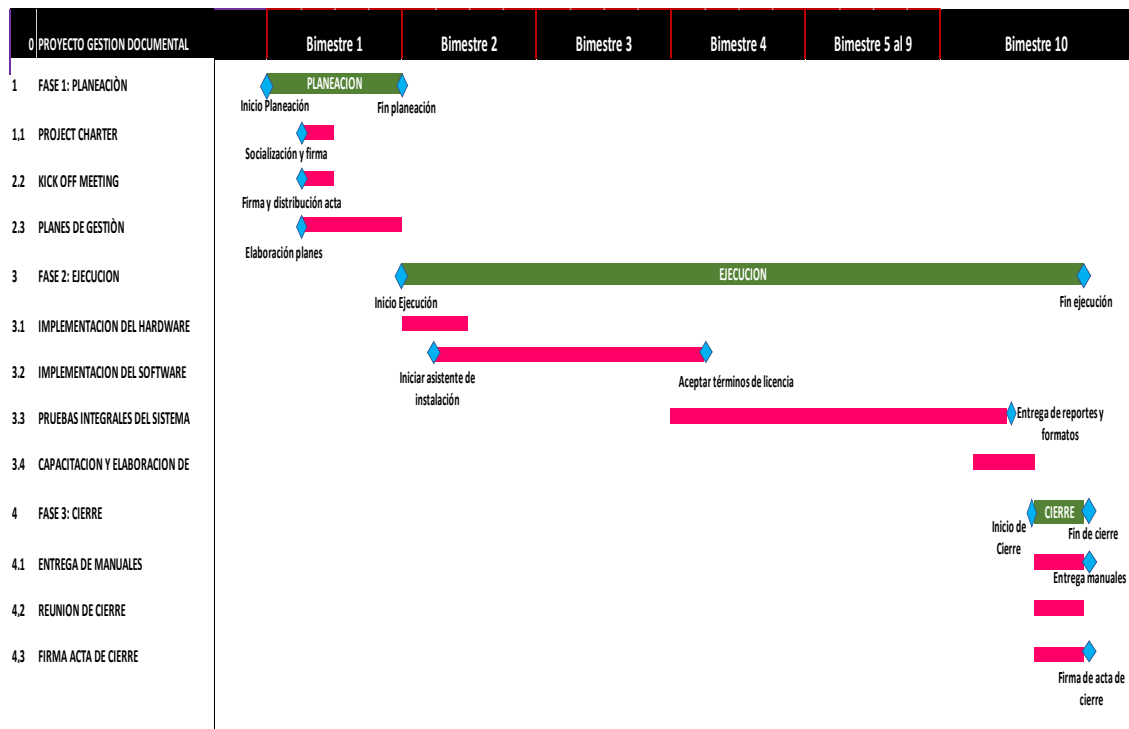 0 PROYECTO GESTION DOCUMENTAL Bimestre 1 Bimestre 2 Bimestre 3 Bimestre 4 Bimestre 5 al 9 Bimestre 10
1 FASE 1: PLANEACIÒN PLANEACION
Inicio Planeación Fin planeación
1,1 PROJECT CHARTER
Socialización y firma
2.2 KICK OFF MEETING
Firma y distribución acta
2.3 PLANES DE GESTIÒN
Elaboración planes
3 FASE 2: EJECUCION EJECUCION
Inicio Ejecución Fin ejecución
3.1 IMPLEMENTACION DEL HARDWARE
3.2 IMPLEMENTACION DEL SOFTWARE
Iniciar asistente de
instalación
Aceptar términos de licencia
3.3 PRUEBAS INTEGRALES DEL SISTEMA
Entrega de reportes y
formatos
3.4 CAPACITACION Y ELABORACION DE
4 FASE 3: CIERRE CIERRE
Inicio de
Cierre
Fin de cierre
4.1 ENTREGA DE MANUALES
Entrega manuales
4,2 REUNION DE CIERRE
4,3 FIRMA ACTA DE CIERRE
Firma de acta de
cierre